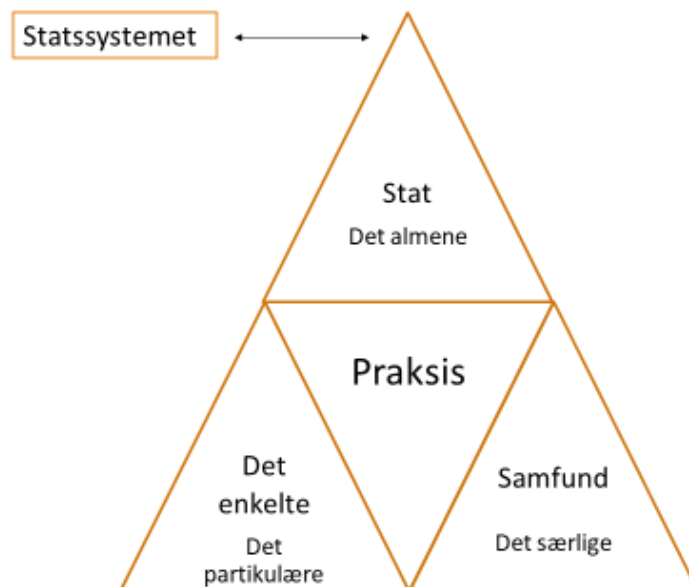 Statssystemet
Stat
Det almene
Praksis
Det
enkelte
Det
partikulære
Samfund
Det særlige